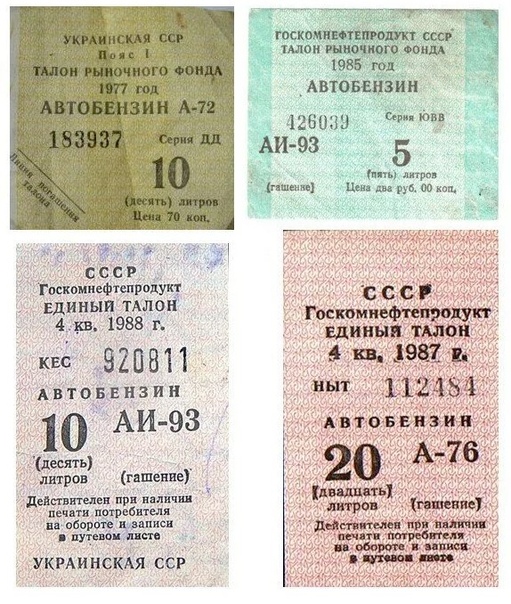 УКРАИНСКАЯ ССР
Пояс I
ТАЛОН РЫНОЧНОГО ФОНДА
1977 год
АВТОБЕНЗИН А-72
183937 Серия ДД
10
(десять) литров
Цена 70 коп.
Линия погашения
талона
ГОСКОМНЕФТЕПРОДУКТ СССР
ТАЛОН РЫНОЧНОГО ФОНДА
1985 год
АВТОБЕНЗИН
426039 Серия ЮВВ
АИ-93 5
(пять) литров
(гашение) Цена два руб. 00 коп.
СССР
Госкомнефтепродукт
ЕДИНЫЙ ТАЛОН
4 кв. 1988 г.
КЕС 920811
АВТОБЕНЗИН
10 АИ-93
(десять)
литров (гашение)
Действителен при наличии
печати потребителя
на обороте и записи
в путевом листе
УКРАИНСКАЯ ССР
СССР
Госкомнефтепродукт
ЕДИНЫЙ ТАЛОН
4 кв. 1987 г.
НЫТ 112484
АВТОБЕНЗИН
20 А-76
[двадцать]
литров (гашение)
Действителен при наличии
печати потребителя
на обороте и записи
в путевом листе